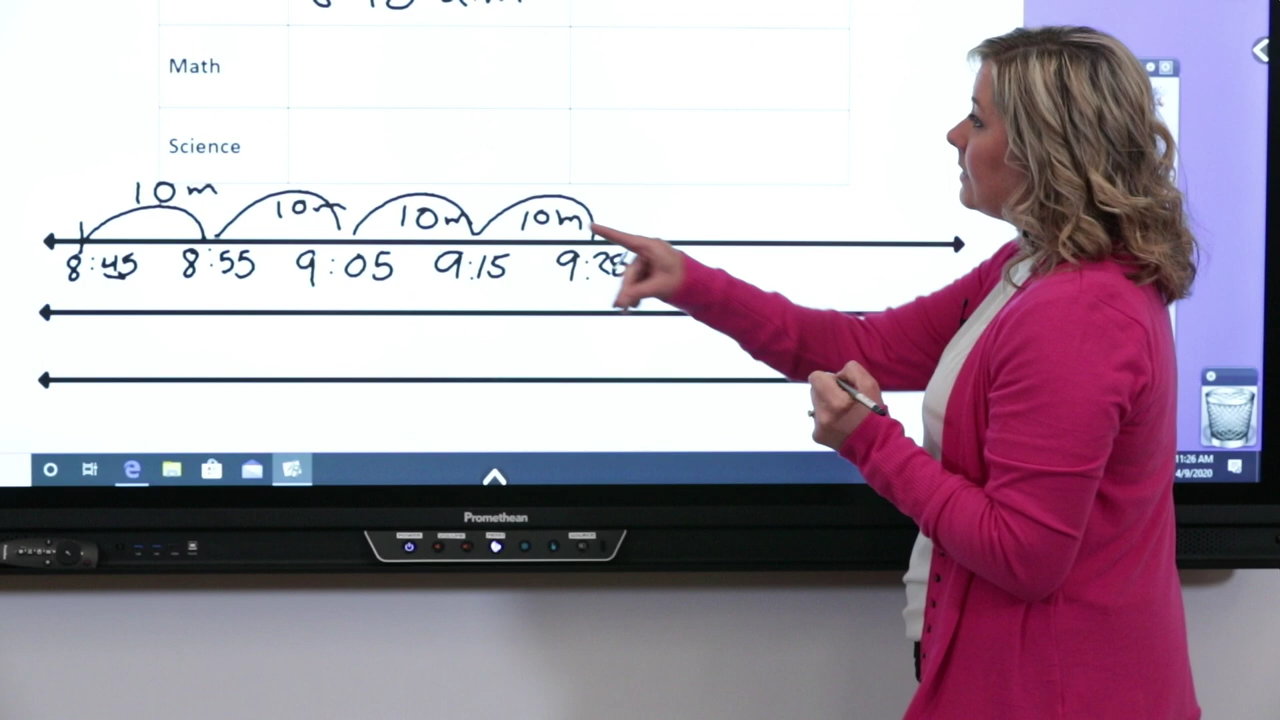 Math
Science
10 m
10m
10m
10m
8:45 8:55 9:05 9:15
Promethean
11:26 AM
4/9/2020